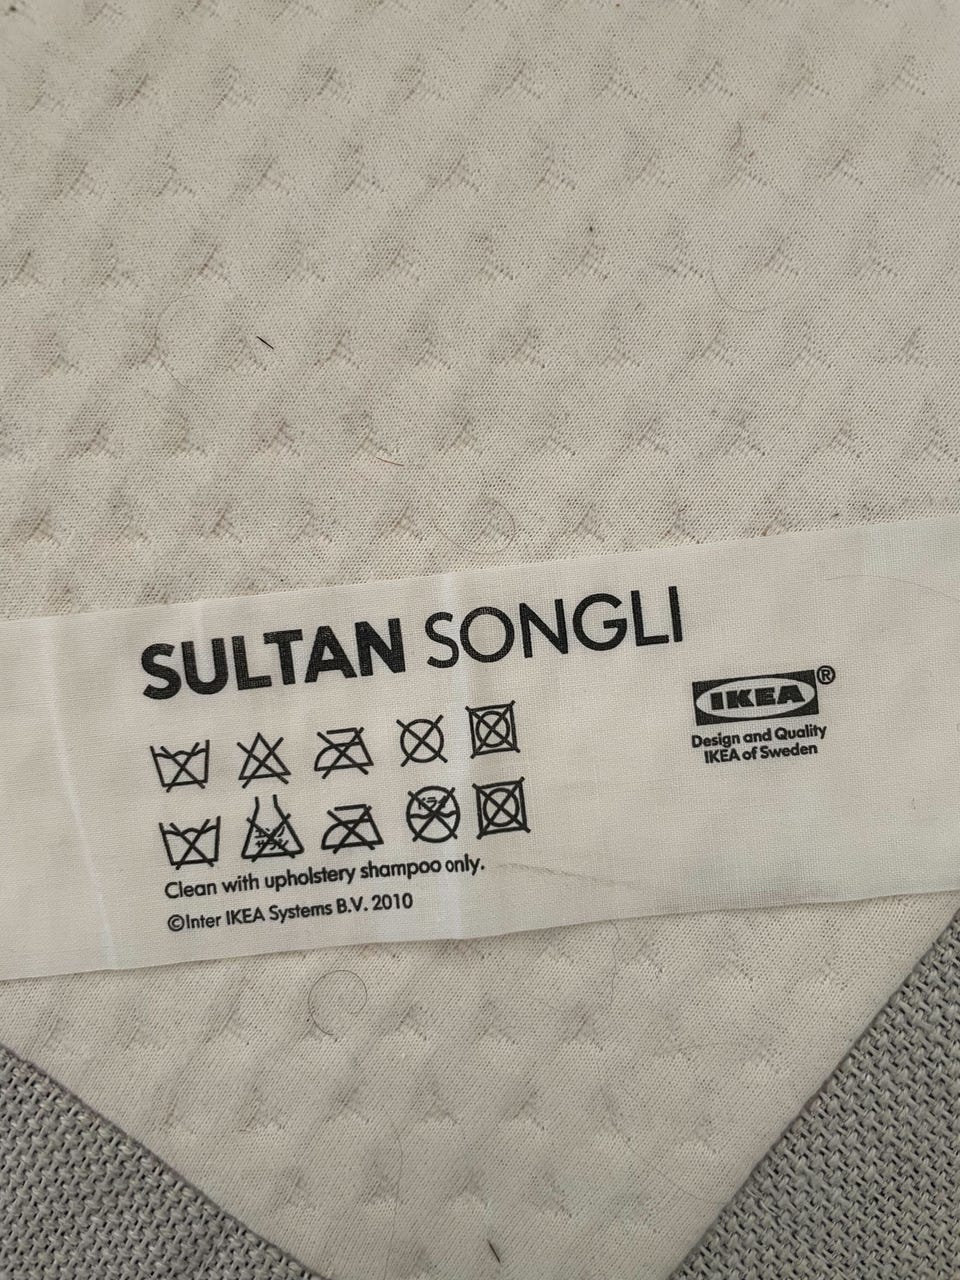 SULTAN SONGLI
IKEA®
Design and Quality
IKEA of Sweden
Clean with upholstery shampoo only.
©Inter IKEA Systems B.V. 2010